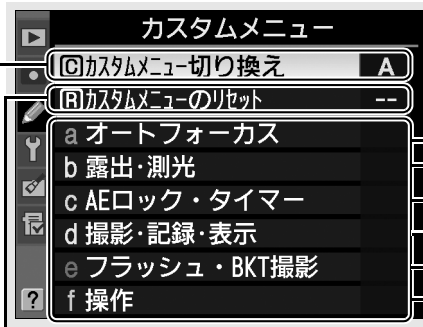 カスタムメニュー
C カスタムメニュー切り換え A
R カスタムメニューのリセット --
a オートフォーカス
b 露出･測光
c AEロック・タイマー
d 撮影･記録･表示
e フラッシュ・BKT撮影
f 操作
?